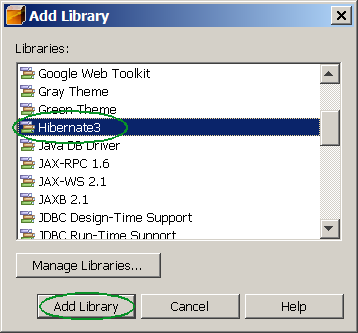 Add Library
Libraries:
Google Web Toolkit
Gray Theme
Green Theme
Hibernate3
Java DB Driver
JAX-RPC 1.6
JAX-WS 2.1
JAXB 2.1
JDBC Design-Time Support
JDBC Run-Time Support
Manage Libraries...
Add Library
Cancel
Help